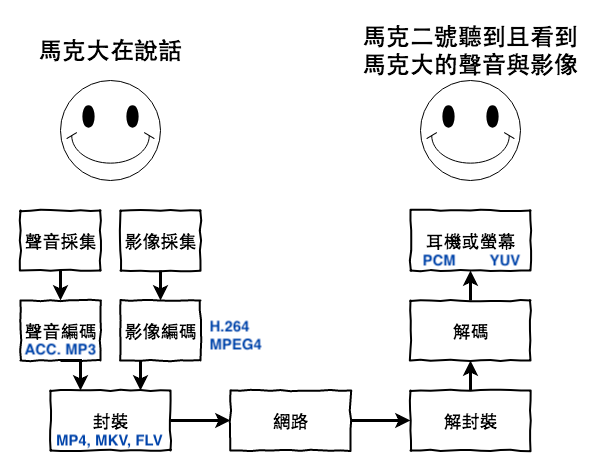 馬克大在說話
馬克二號聽到且看到
馬克大的聲音與影像
聲音採集
影像採集
耳機或螢幕
PCM YUV
聲音編碼
ACC. MP3
影像編碼
H.264
MPEG4
解碼
封裝
MP4, MKV, FLV
網路
解封裝